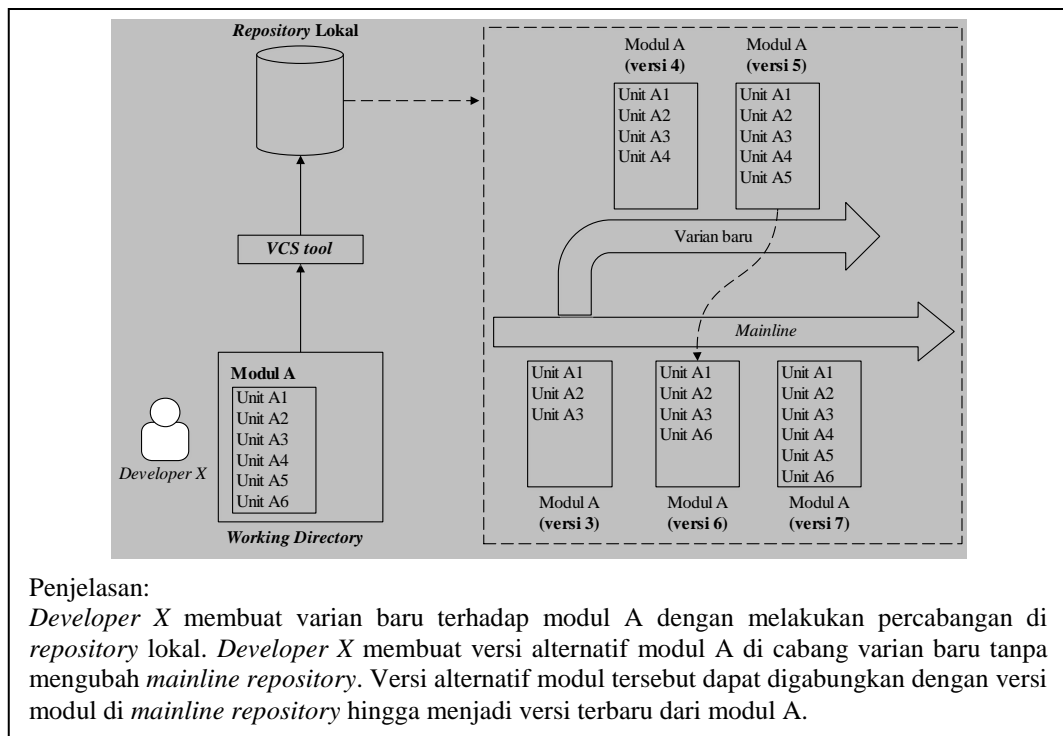 Repository Lokal
VCS tool
Modul A
Unit A1
Unit A2
Unit A3
Unit A4
Unit A5
Unit A6
Developer X
Working Directory
Modul A
(versi 4)
Unit A1
Unit A2
Unit A3
Unit A4
Modul A
(versi 5)
Unit A1
Unit A2
Unit A3
Unit A4
Unit A5
Varian baru
Mainline
Unit A1
Unit A2
Unit A3
Modul A
(versi 3)
Unit A1
Unit A2
Unit A3
Unit A6
Modul A
(versi 6)
Unit A1
Unit A2
Unit A3
Unit A4
Unit A5
Unit A6
Modul A
(versi 7)
Penjelasan:
Developer X membuat varian baru terhadap modul A dengan melakukan percabangan di
repository lokal. Developer X membuat versi alternatif modul A di cabang varian baru tanpa
mengubah mainline repository. Versi alternatif modul tersebut dapat digabungkan dengan versi
modul di mainline repository hingga menjadi versi terbaru dari modul A.